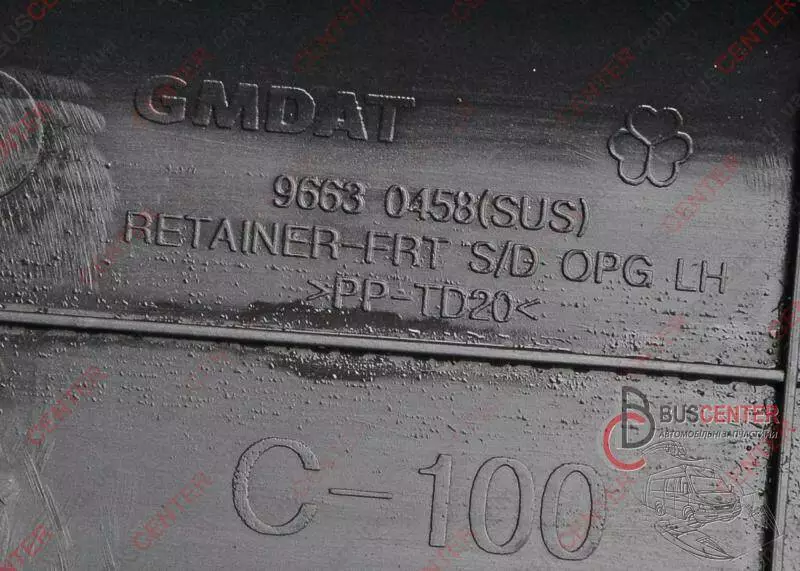 GMDAT
9663 0458(SUS)
RETAINER-FRT S/D OPG LH
>PP-TD20<
C-100
BUSCENTER
АВТОМОБІЛЬНІ ЗАПЧАСТИНИ